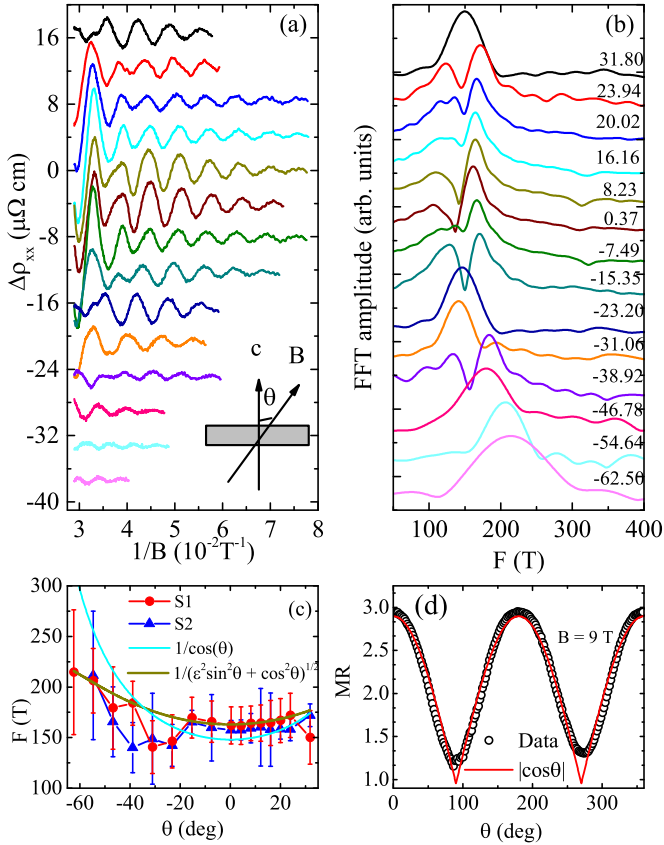 (a)
16
8
0
-8
-16
-24
-32
-40
Δρxx (μΩ cm)
3 4 5 6 7 8
1/B (10⁻²T⁻¹)
c
B
θ
(b)
31.80
23.94
20.02
16.16
8.23
0.37
-7.49
-15.35
-23.20
-31.06
-38.92
-46.78
-54.64
-62.50
FFT amplitude (arb. units)
100 200 300 400
F (T)
(c)
300
250
200
150
100
F (T)
S1
S2
1/cos(θ)
1/(ε²sin²θ + cos²θ)^1/2
-60 -40 -20 0 20
θ (deg)
(d)
3.0
2.5
2.0
1.5
1.0
MR
B = 9 T
Data
|cosθ|
0 100 200 300
θ (deg)